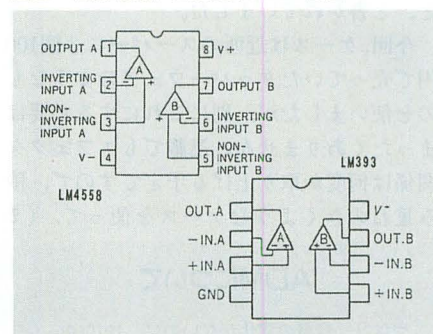 OUTPUT A 1
8 V+
INVERTING INPUT A 2
7 OUTPUT B
NON-INVERTING INPUT A 3
6 INVERTING INPUT B
V- 4
5 NON-INVERTING INPUT B
A
B
LM4558
LM393
OUT.A
V-
-IN.A
OUT.B
+IN.A
-IN.B
GND
+IN.B
A
B